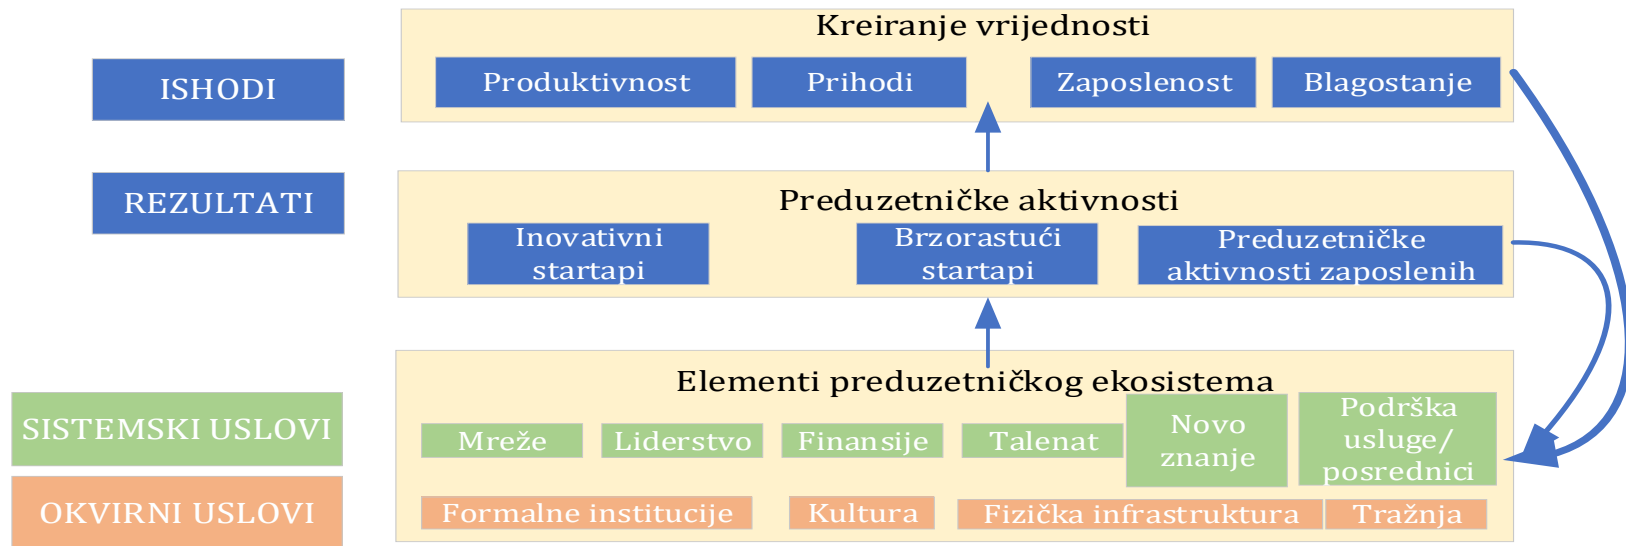 Kreiranje vrijednosti
ISHODI
Produktivnost
Prihodi
Zaposlenost
Blagostanje
REZULTATI
Preduzetničke aktivnosti
Inovativni
startapi
Brzorastući
startapi
Preduzetničke
aktivnosti zaposlenih
Elementi preduzetničkog ekosistema
SISTEMSKI USLOVI
Mreže
Liderstvo
Finansije
Talenat
Novo
znanje
Podrška
usluge/
posrednici
OKVIRNI USLOVI
Formalne institucije
Kultura
Fizička infrastruktura
Tražnja